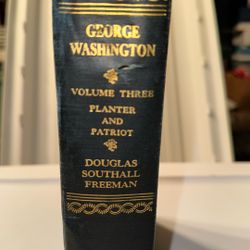 GEORGE
WASHINGTON
VOLUME THREE
PLANTER
AND
PATRIOT
DOUGLAS
SOUTHALL
FREEMAN